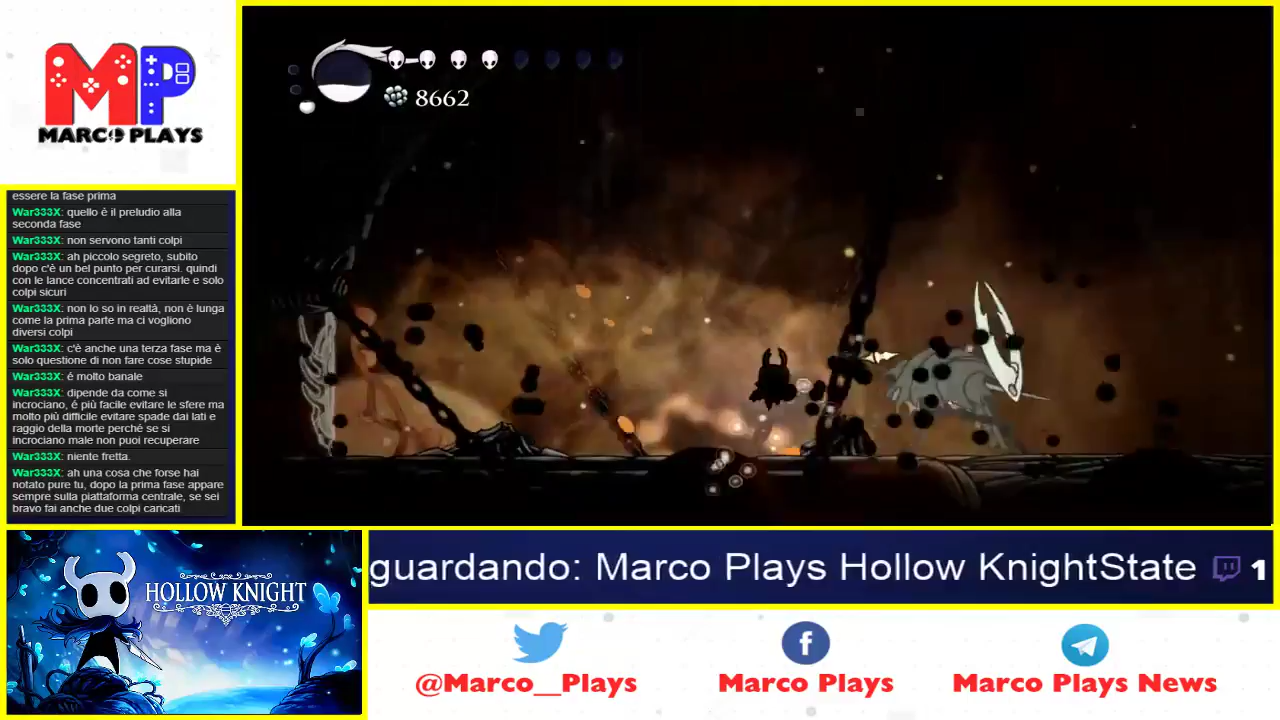 MP
MARCO PLAYS
8662
essere la fase prima
War333X: quello è il preludio alla
seconda fase
War333X: non servono tanti colpi
War333X: ah piccolo segreto, subito
dopo c'è un bel punto per curarsi. quindi
con le lance concentrati ad evitarle e solo
colpi sicuri
War333X: non lo so in realtà, non è lunga
come la prima parte ma ci vogliono
diversi colpi
War333X: c'è anche una terza fase ma è
solo questione di non fare cose stupide
War333X: é molto banale
War333X: dipende da come si
incrociano, é più facile evitare le sfere ma
molto più difficile evitare spade dai lati e
raggio della morte perché se si
incrociano male non puoi recuperare
War333X: niente fretta.
War333X: ah una cosa che forse hai
notato pure tu, dopo la prima fase appare
sempre sulla piattaforma centrale, se sei
bravo fai anche due colpi caricati
HOLLOW KNIGHT
guardando: Marco Plays Hollow KnightState 1
@Marco__Plays
Marco Plays
Marco Plays News